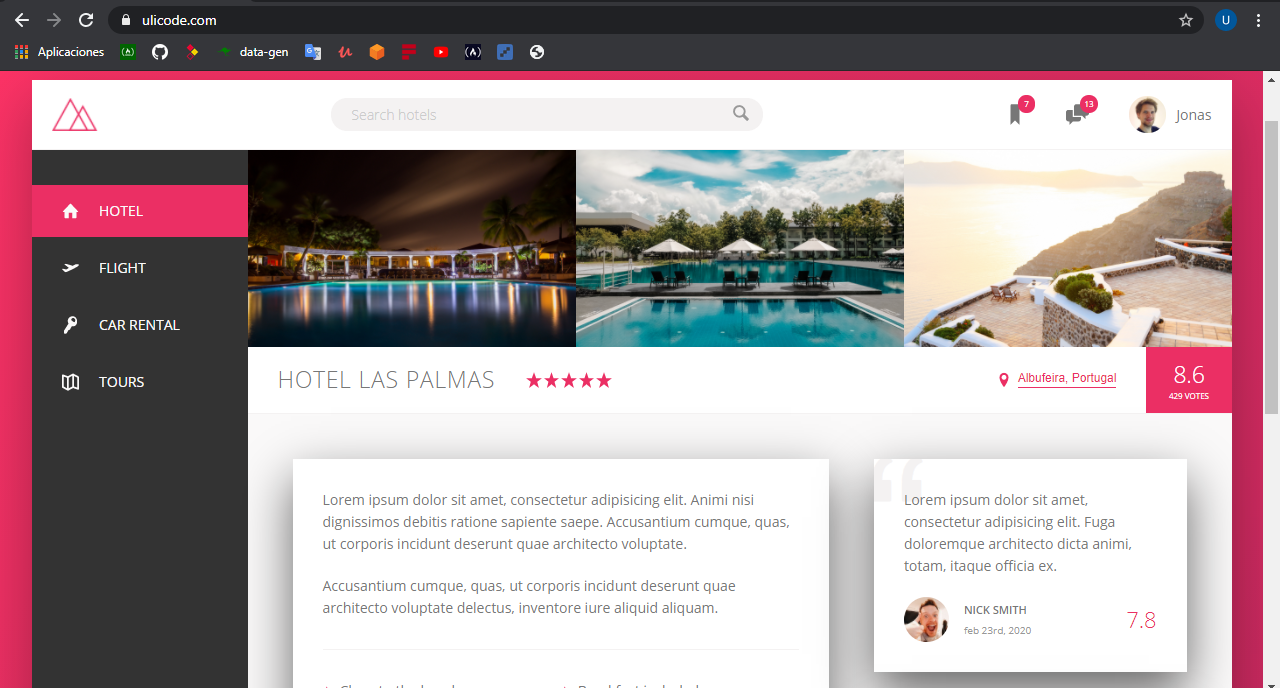 ulicode.com
U
Aplicaciones
data-gen
Search hotels
7
13
Jonas
HOTEL
FLIGHT
CAR RENTAL
TOURS
HOTEL LAS PALMAS
Albufeira, Portugal
8.6
429 VOTES
Lorem ipsum dolor sit amet, consectetur adipisicing elit. Animi nisi
dignissimos debitis ratione sapiente saepe. Accusantium cumque, quas,
ut corporis incidunt deserunt quae architecto voluptate.
Accusantium cumque, quas, ut corporis incidunt deserunt quae
architecto voluptate delectus, inventore iure aliquid aliquam.
“
Lorem ipsum dolor sit amet,
consectetur adipisicing elit. Fuga
doloremque architecto dicta animi,
totam, itaque officia ex.
NICK SMITH
feb 23rd, 2020
7.8